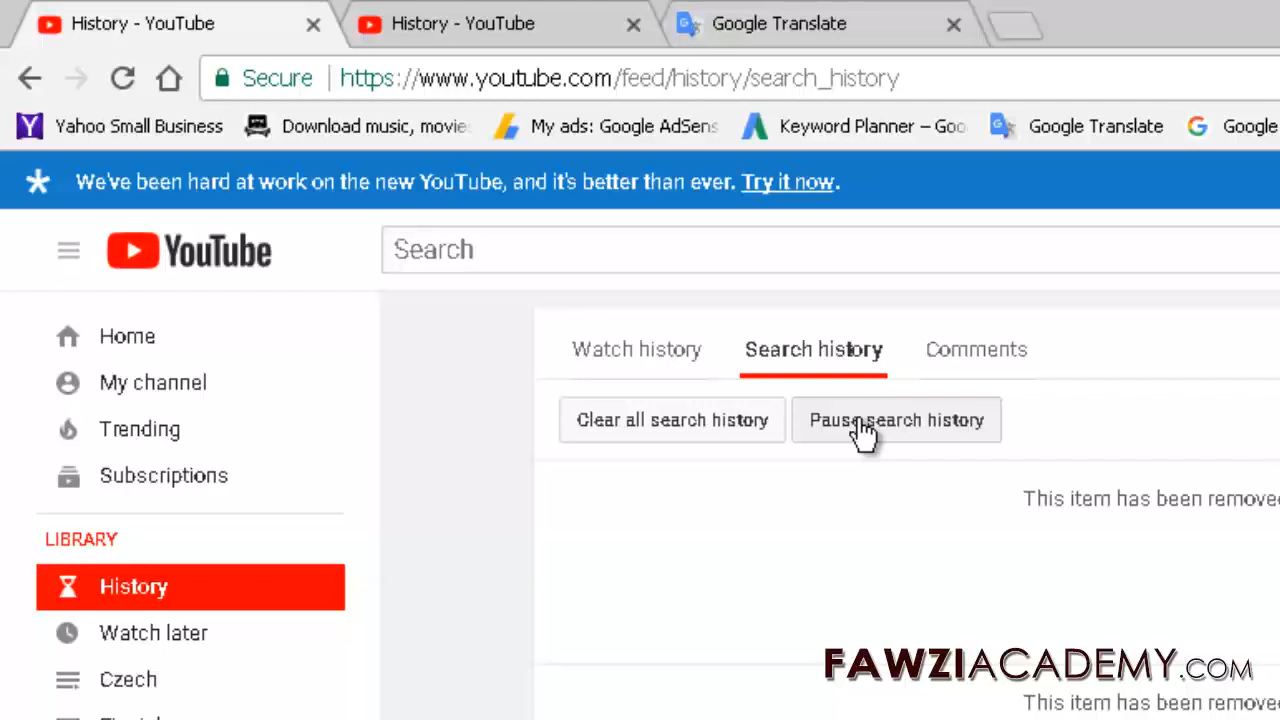 History - YouTube
History - YouTube
Google Translate
Secure
https://www.youtube.com/feed/history/search_history
Yahoo Small Business
Download music, movie
My ads: Google AdSens
Keyword Planner – Goo
Google Translate
Google
We've been hard at work on the new YouTube, and it's better than ever. Try it now.
YouTube
Search
Home
My channel
Trending
Subscriptions
LIBRARY
History
Watch later
Czech
Watch history
Search history
Comments
Clear all search history
Pause search history
This item has been remove
This item has been remove
FAWZIACADEMY.COM